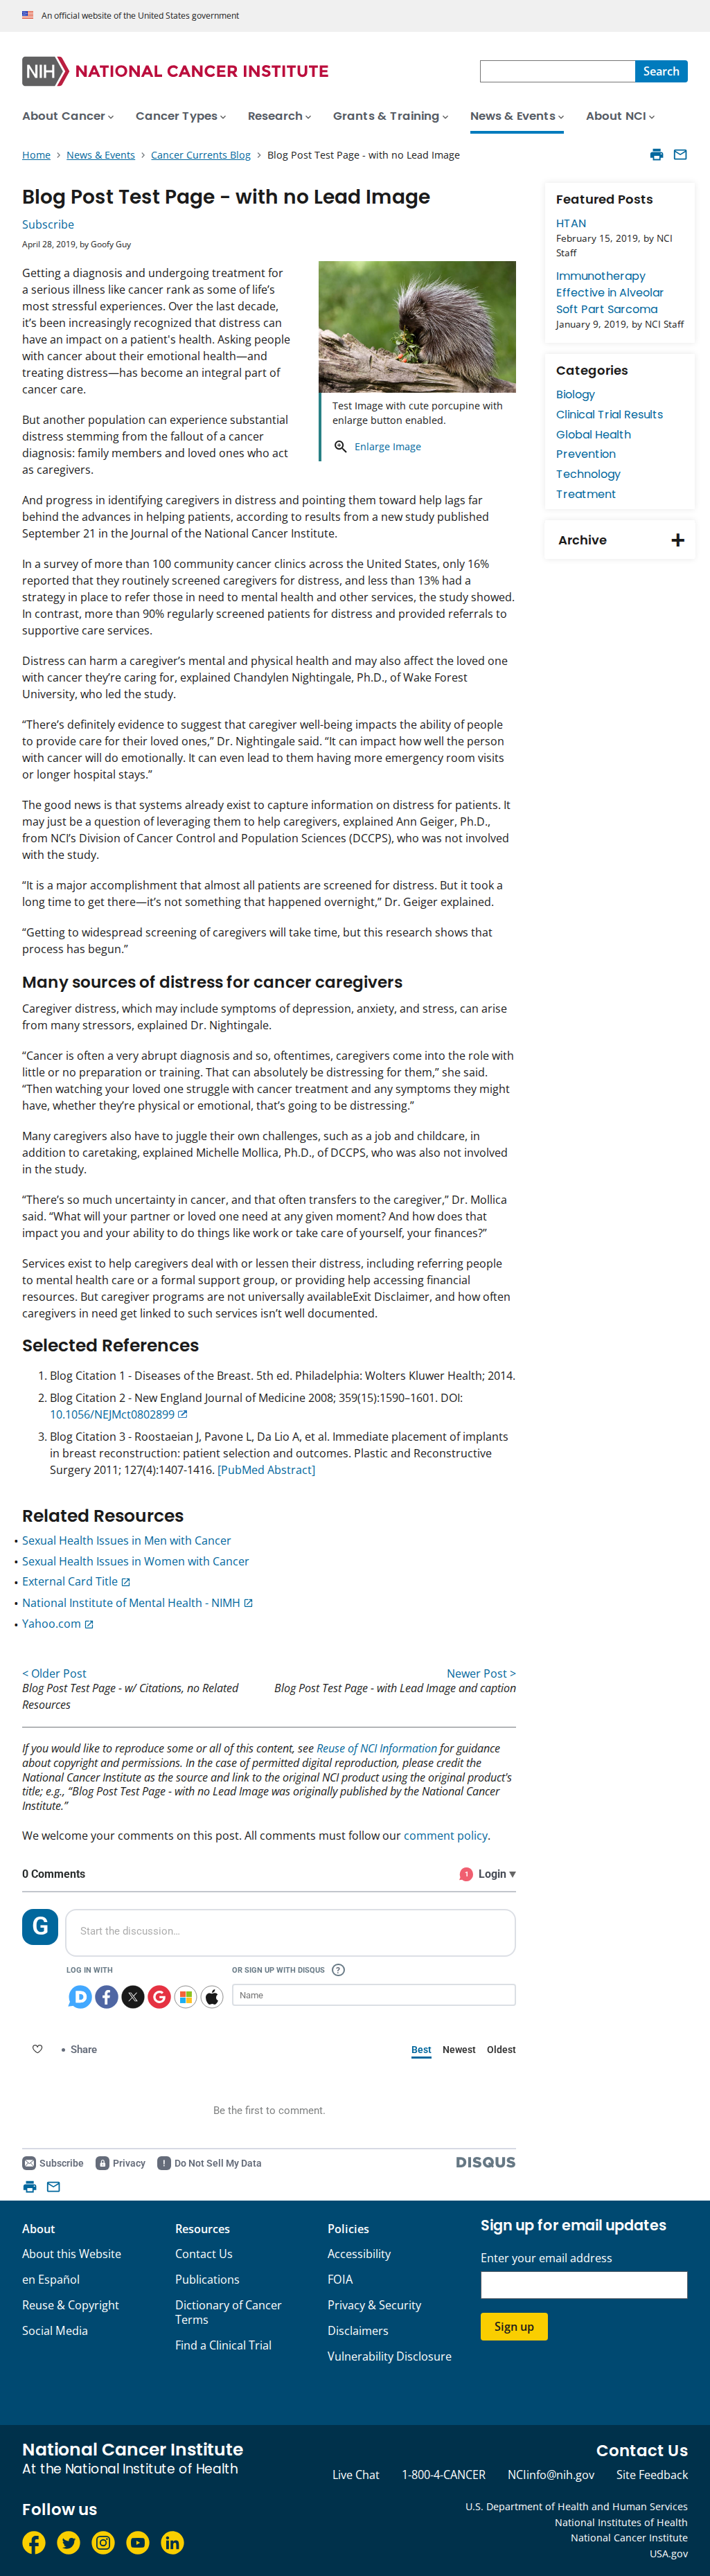 An official website of the United States government
NIH NATIONAL CANCER INSTITUTE
Search
About Cancer
Cancer Types
Research
Grants & Training
News & Events
About NCI
Home > News & Events > Cancer Currents Blog > Blog Post Test Page - with no Lead Image
Blog Post Test Page - with no Lead Image
Subscribe
April 28, 2019, by Goofy Guy
Getting a diagnosis and undergoing treatment for
a serious illness like cancer rank as some of life’s
most stressful experiences. Over the last decade,
it’s been increasingly recognized that distress can
have an impact on a patient's health. Asking people
with cancer about their emotional health—and
treating distress—has become an integral part of
cancer care.
Test Image with cute porcupine with
enlarge button enabled.
Enlarge Image
But another population can experience substantial
distress stemming from the fallout of a cancer
diagnosis: family members and loved ones who act
as caregivers.
And progress in identifying caregivers in distress and pointing them toward help lags far
behind the advances in helping patients, according to results from a new study published
September 21 in the Journal of the National Cancer Institute.
In a survey of more than 100 community cancer clinics across the United States, only 16%
reported that they routinely screened caregivers for distress, and less than 13% had a
strategy in place to refer those in need to mental health and other services, the study showed.
In contrast, more than 90% regularly screened patients for distress and provided referrals to
supportive care services.
Distress can harm a caregiver’s mental and physical health and may also affect the loved one
with cancer they’re caring for, explained Chandylen Nightingale, Ph.D., of Wake Forest
University, who led the study.
“There’s definitely evidence to suggest that caregiver well-being impacts the ability of people
to provide care for their loved ones,” Dr. Nightingale said. “It can impact how well the person
with cancer will do emotionally. It can even lead to them having more emergency room visits
or longer hospital stays.”
The good news is that systems already exist to capture information on distress for patients. It
may just be a question of leveraging them to help caregivers, explained Ann Geiger, Ph.D.,
from NCI’s Division of Cancer Control and Population Sciences (DCCPS), who was not involved
with the study.
“It is a major accomplishment that almost all patients are screened for distress. But it took a
long time to get there—it’s not something that happened overnight,” Dr. Geiger explained.
“Getting to widespread screening of caregivers will take time, but this research shows that
process has begun.”
Many sources of distress for cancer caregivers
Caregiver distress, which may include symptoms of depression, anxiety, and stress, can arise
from many stressors, explained Dr. Nightingale.
“Cancer is often a very abrupt diagnosis and so, oftentimes, caregivers come into the role with
little or no preparation or training. That can absolutely be distressing for them,” she said.
“Then watching your loved one struggle with cancer treatment and any symptoms they might
have, whether they’re physical or emotional, that’s going to be distressing.”
Many caregivers also have to juggle their own challenges, such as a job and childcare, in
addition to caretaking, explained Michelle Mollica, Ph.D., of DCCPS, who was also not involved
in the study.
“There’s so much uncertainty in cancer, and that often transfers to the caregiver,” Dr. Mollica
said. “What will your partner or loved one need at any given moment? And how does that
impact you and your ability to do things like work or take care of yourself, your finances?”
Services exist to help caregivers deal with or lessen their distress, including referring people
to mental health care or a formal support group, or providing help accessing financial
resources. But caregiver programs are not universally availableExit Disclaimer, and how often
caregivers in need get linked to such services isn’t well documented.
Selected References
1. Blog Citation 1 - Diseases of the Breast. 5th ed. Philadelphia: Wolters Kluwer Health; 2014.
2. Blog Citation 2 - New England Journal of Medicine 2008; 359(15):1590–1601. DOI:
10.1056/NEJMct0802899
3. Blog Citation 3 - Roostaeian J, Pavone L, Da Lio A, et al. Immediate placement of implants
in breast reconstruction: patient selection and outcomes. Plastic and Reconstructive
Surgery 2011; 127(4):1407-1416. [PubMed Abstract]
Related Resources
• Sexual Health Issues in Men with Cancer
• Sexual Health Issues in Women with Cancer
• External Card Title
• National Institute of Mental Health - NIMH
• Yahoo.com
< Older Post
Blog Post Test Page - w/ Citations, no Related
Resources
Newer Post >
Blog Post Test Page - with Lead Image and caption
If you would like to reproduce some or all of this content, see Reuse of NCI Information for guidance
about copyright and permissions. In the case of permitted digital reproduction, please credit the
National Cancer Institute as the source and link to the original NCI product using the original product's
title; e.g., “Blog Post Test Page - with no Lead Image was originally published by the National Cancer
Institute.”
We welcome your comments on this post. All comments must follow our comment policy.
0 Comments
1 Login
G
Start the discussion…
LOG IN WITH
OR SIGN UP WITH DISQUS ?
Name
• Share
Best
Newest
Oldest
Be the first to comment.
Subscribe
Privacy
Do Not Sell My Data
DISQUS
Featured Posts
HTAN
February 15, 2019, by NCI
Staff
Immunotherapy
Effective in Alveolar
Soft Part Sarcoma
January 9, 2019, by NCI Staff
Categories
Biology
Clinical Trial Results
Global Health
Prevention
Technology
Treatment
Archive
About
About this Website
en Español
Reuse & Copyright
Social Media
Resources
Contact Us
Publications
Dictionary of Cancer
Terms
Find a Clinical Trial
Policies
Accessibility
FOIA
Privacy & Security
Disclaimers
Vulnerability Disclosure
Sign up for email updates
Enter your email address
Sign up
National Cancer Institute
At the National Institute of Health
Follow us
Contact Us
Live Chat
1-800-4-CANCER
NCIinfo@nih.gov
Site Feedback
U.S. Department of Health and Human Services
National Institutes of Health
National Cancer Institute
USA.gov